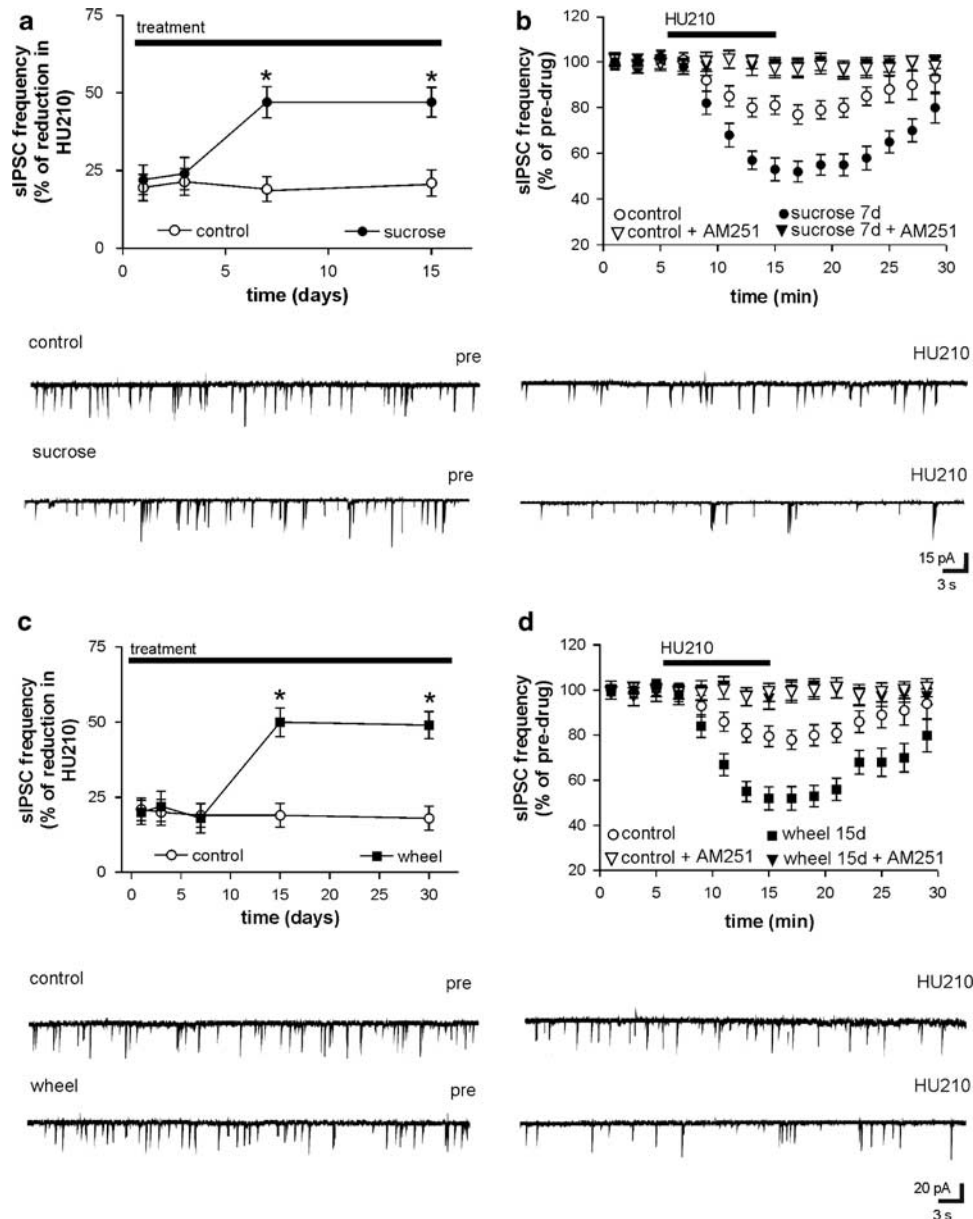 a
treatment
75
50
25
0
* *
sIPSC frequency
(% of reduction in
HU210)
control sucrose
0 5 10 15
time (days)
b
HU210
120
100
80
60
40
20
sIPSC frequency
(% of pre-drug)
control sucrose 7d
control + AM251 sucrose 7d + AM251
0 5 10 15 20 25 30
time (min)
control
pre
HU210
sucrose
pre
HU210
15 pA
3 s
c
treatment
75
50
25
0
* *
sIPSC frequency
(% of reduction in
HU210)
control wheel
0 5 10 15 20 25 30
time (days)
d
HU210
120
100
80
60
40
20
sIPSC frequency
(% of pre-drug)
control wheel 15d
control + AM251 wheel 15d + AM251
0 5 10 15 20 25 30
time (min)
control
pre
HU210
wheel
pre
HU210
20 pA
3 s